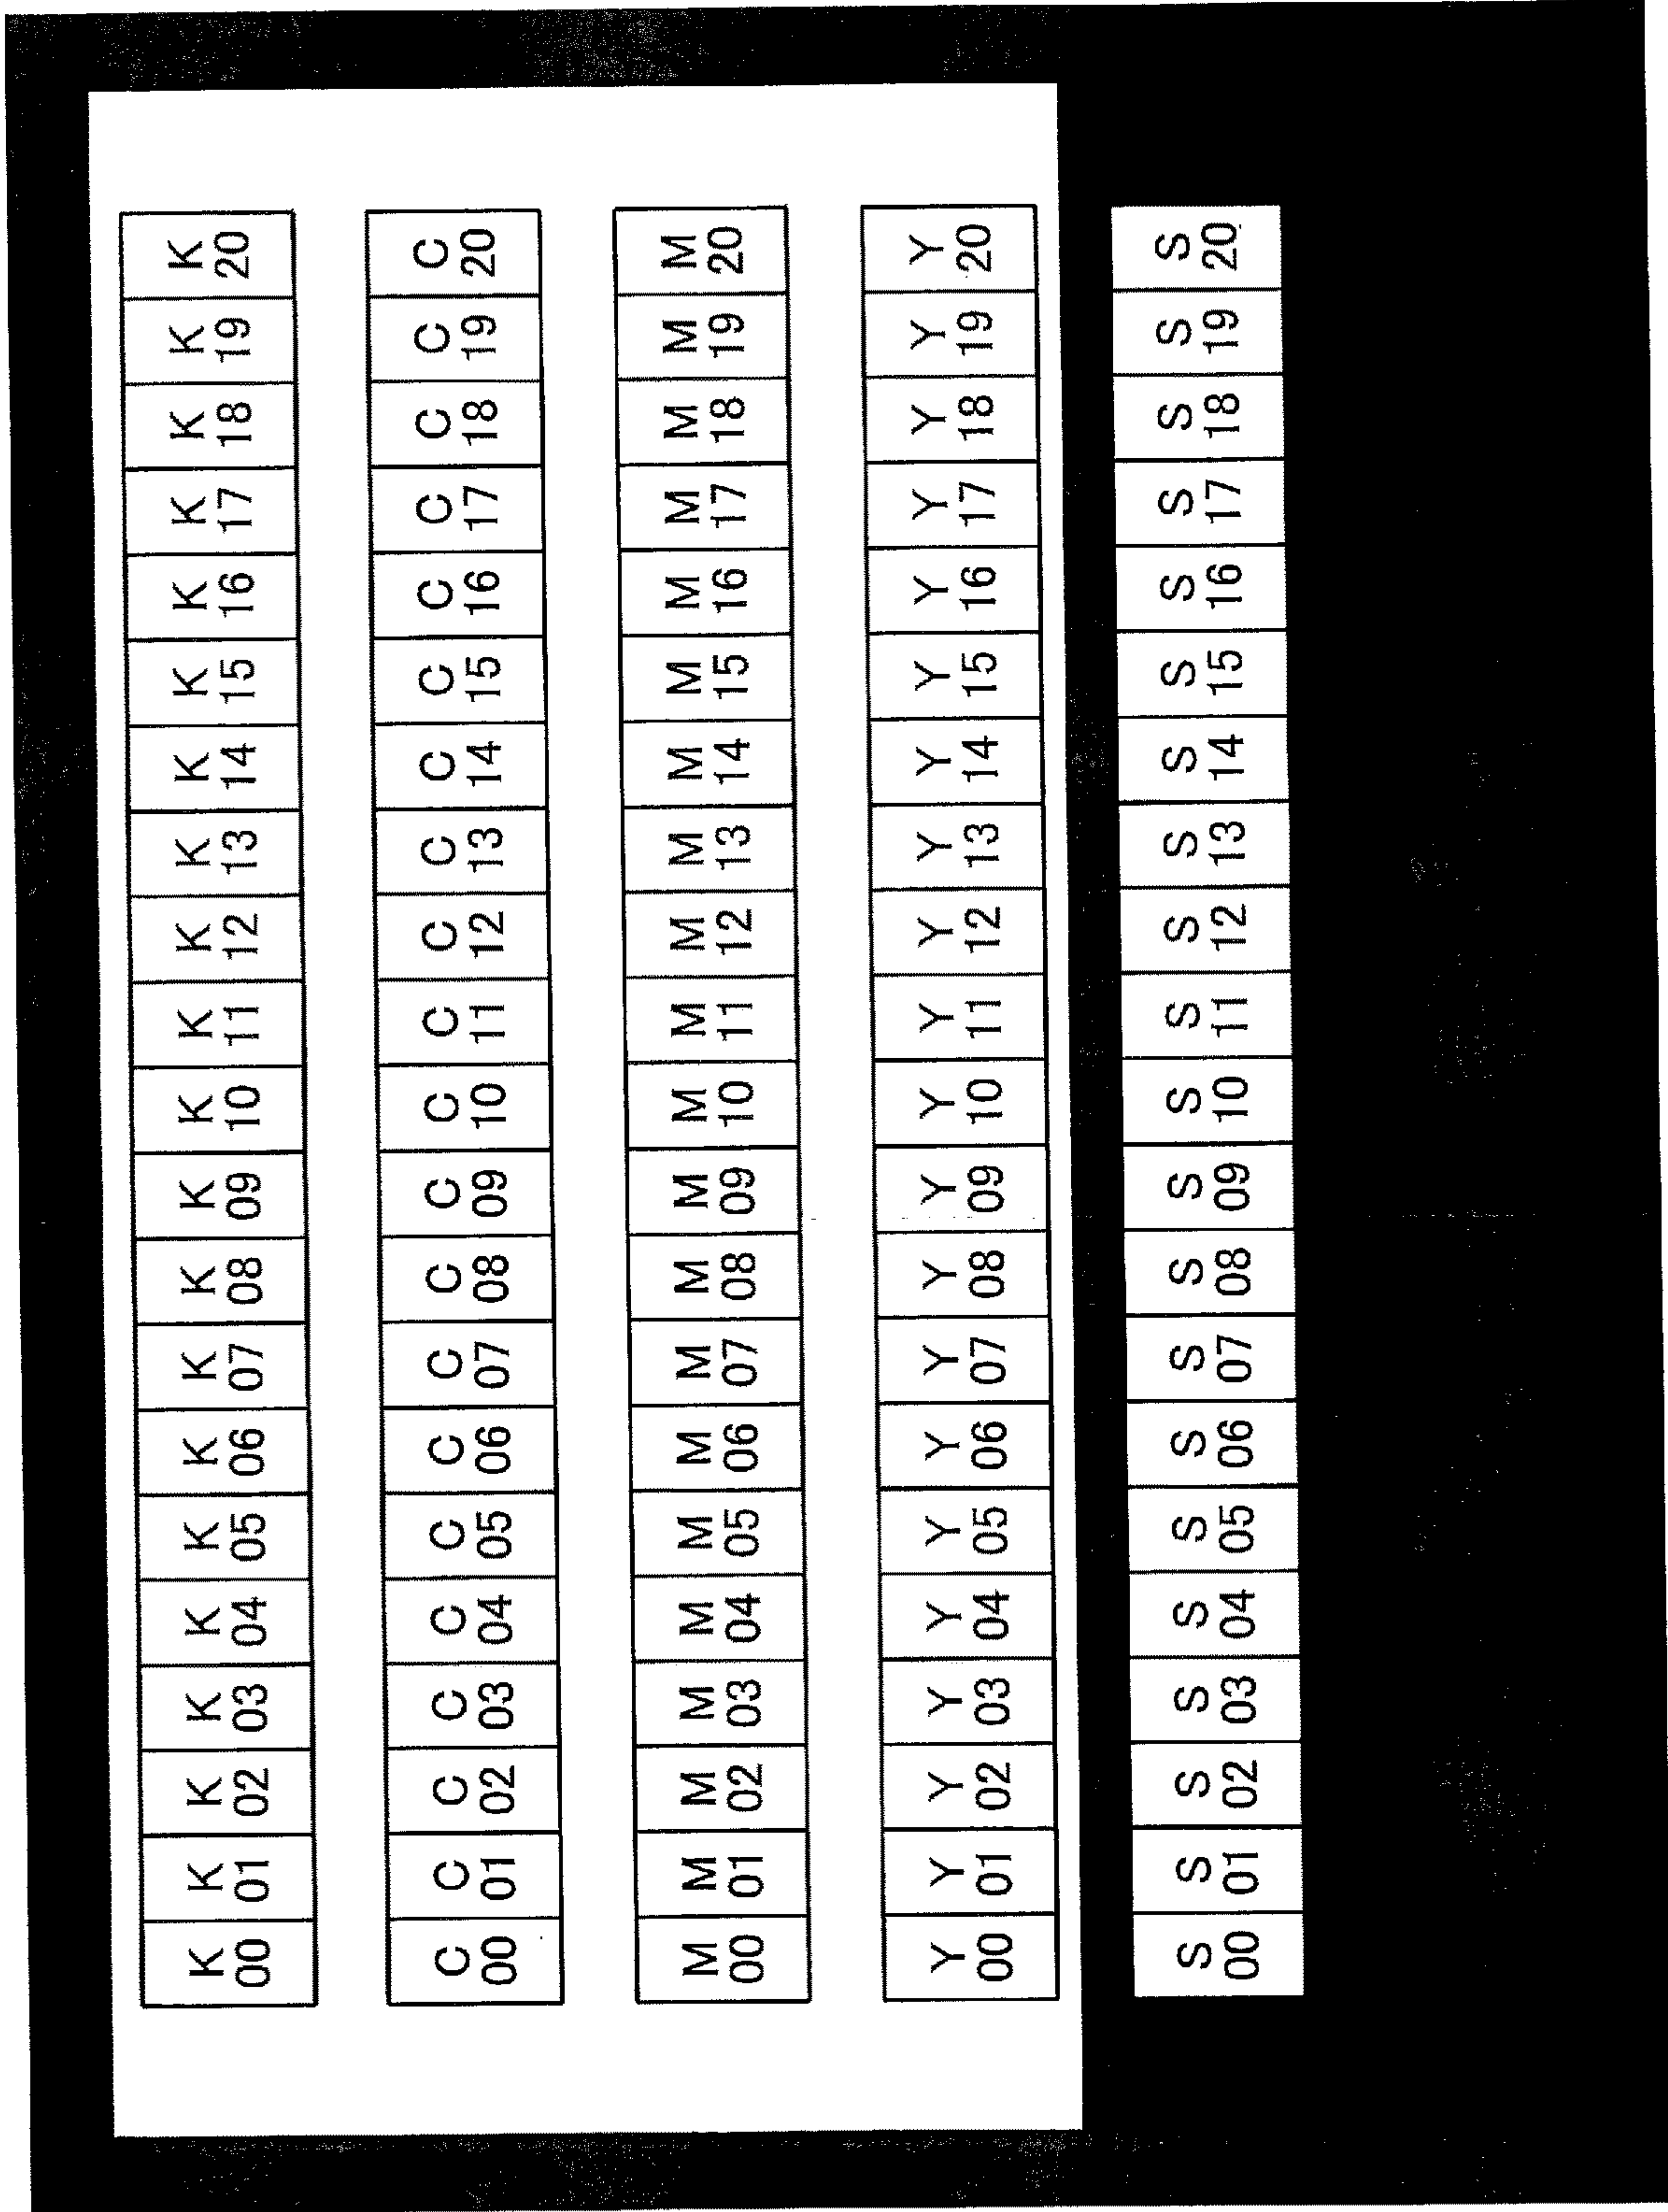 K K K K K K K K K K K K K K K K K K K K K
00 01 02 03 04 05 06 07 08 09 10 11 12 13 14 15 16 17 18 19 20
C C C C C C C C C C C C C C C C C C C C C
00 01 02 03 04 05 06 07 08 09 10 11 12 13 14 15 16 17 18 19 20
M M M M M M M M M M M M M M M M M M M M M
00 01 02 03 04 05 06 07 08 09 10 11 12 13 14 15 16 17 18 19 20
Y Y Y Y Y Y Y Y Y Y Y Y Y Y Y Y Y Y Y Y Y
00 01 02 03 04 05 06 07 08 09 10 11 12 13 14 15 16 17 18 19 20
S S S S S S S S S S S S S S S S S S S S S
00 01 02 03 04 05 06 07 08 09 10 11 12 13 14 15 16 17 18 19 20